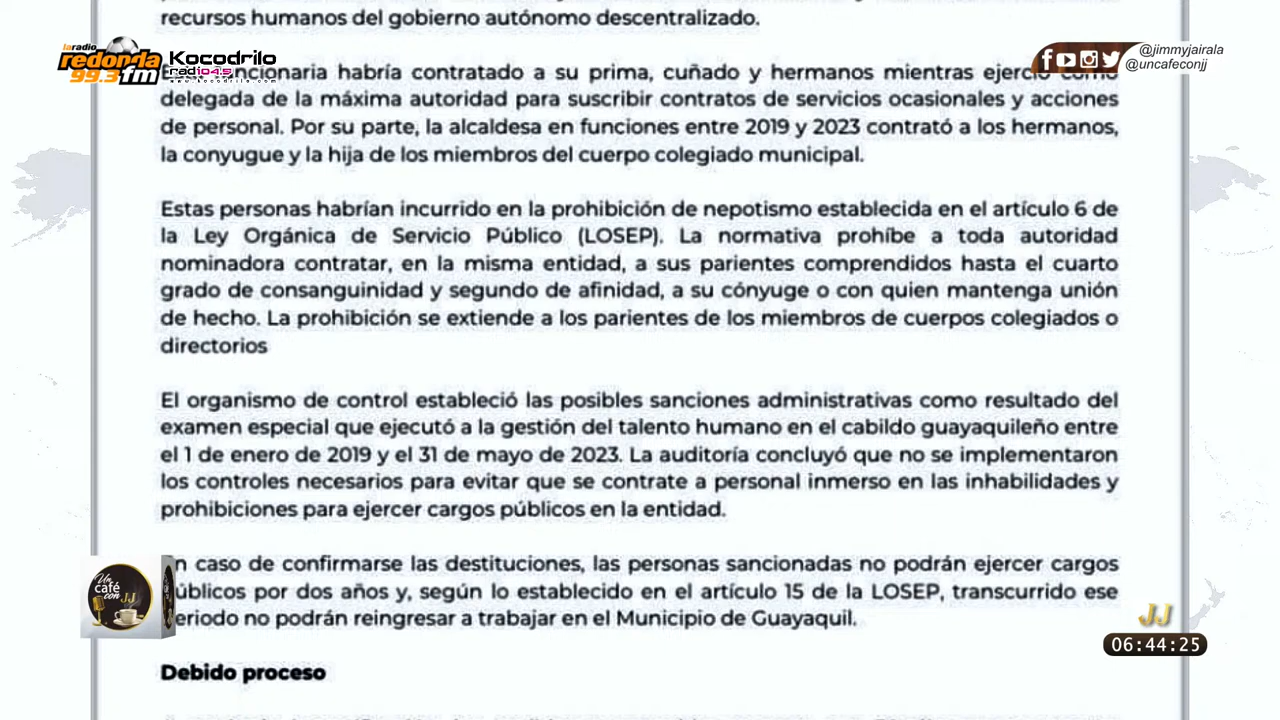 recursos humanos del gobierno autónomo descentralizado.
la radio
redonda
99.3 fm
Kocodrilo
radio 4.5
www.kocodrilo.com
@jimmyjairala
@uncafeconjj
funcionaria habría contratado a su prima, cuñado y hermanos mientras ejerció como
delegada de la máxima autoridad para suscribir contratos de servicios ocasionales y acciones
de personal. Por su parte, la alcaldesa en funciones entre 2019 y 2023 contrató a los hermanos,
la conyugue y la hija de los miembros del cuerpo colegiado municipal.
Estas personas habrían incurrido en la prohibición de nepotismo establecida en el artículo 6 de
la Ley Orgánica de Servicio Público (LOSEP). La normativa prohíbe a toda autoridad
nominadora contratar, en la misma entidad, a sus parientes comprendidos hasta el cuarto
grado de consanguinidad y segundo de afinidad, a su cónyuge o con quien mantenga unión
de hecho. La prohibición se extiende a los parientes de los miembros de cuerpos colegiados o
directorios
El organismo de control estableció las posibles sanciones administrativas como resultado del
examen especial que ejecutó a la gestión del talento humano en el cabildo guayaquileño entre
el 1 de enero de 2019 y el 31 de mayo de 2023. La auditoría concluyó que no se implementaron
los controles necesarios para evitar que se contrate a personal inmerso en las inhabilidades y
prohibiciones para ejercer cargos públicos en la entidad.
n caso de confirmarse las destituciones, las personas sancionadas no podrán ejercer cargos
úblicos por dos años y, según lo establecido en el artículo 15 de la LOSEP, transcurrido ese
eriodo no podrán reingresar a trabajar en el Municipio de Guayaquil.
Un
café
con JJ
JJ
06:44:25
Debido proceso